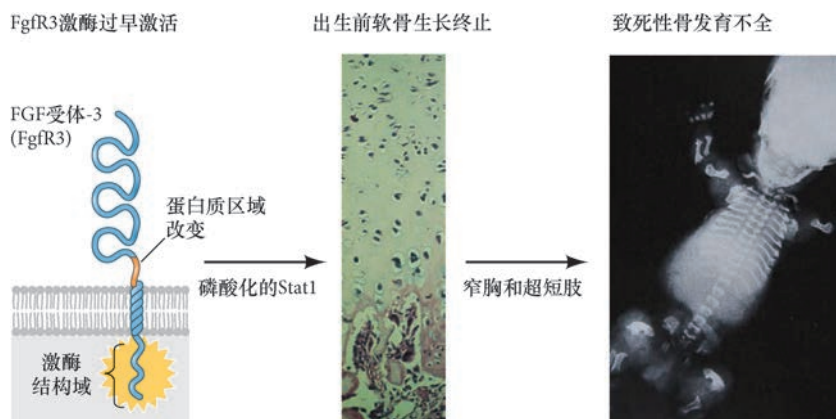 FgfR3激酶过早激活
出生前软骨生长终止
致死性骨发育不全
FGF受体-3
(FgfR3)
蛋白质区域
改变
磷酸化的Stat1
窄胸和超短肢
激酶
结构域